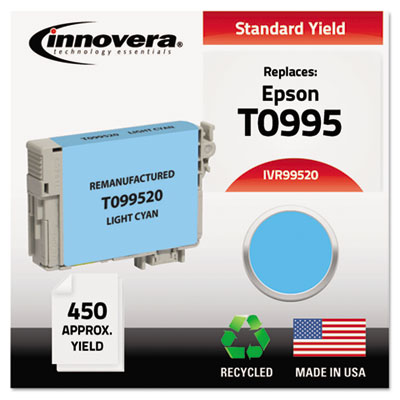 innovera®
technology essentials
Standard Yield
Replaces:
Epson
T0995
IVR99520
REMANUFACTURED
T099520
LIGHT CYAN
450
APPROX.
YIELD
RECYCLED
MADE IN USA